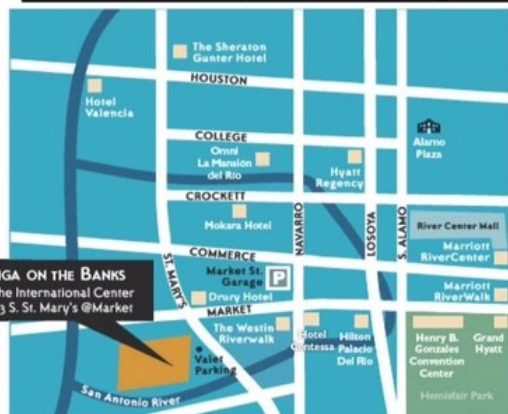 The Sheraton
Gunter Hotel
HOUSTON
Hotel
Valencia
COLLEGE
Alamo
Plaza
Omni
La Mansión
del Rio
Hyatt
Regency
CROCKETT
Mokara Hotel
NAVARRO
LOSOYA
S. ALAMO
River Center Mall
COMMERCE
Marriott
RiverCenter
ST. MARY'S
Market St.
Garage
P
IGA ON THE BANKS
he International Center
3 S. St. Mary's @Market
Drury Hotel
MARKET
Marriott
RiverWalk
The Westin
Riverwalk
Hotel
Contessa
Hilton
Palacio
Del Rio
Henry B.
Gonzales
Convention
Center
Grand
Hyatt
Valet
Parking
San Antonio River
Hemisfair Park